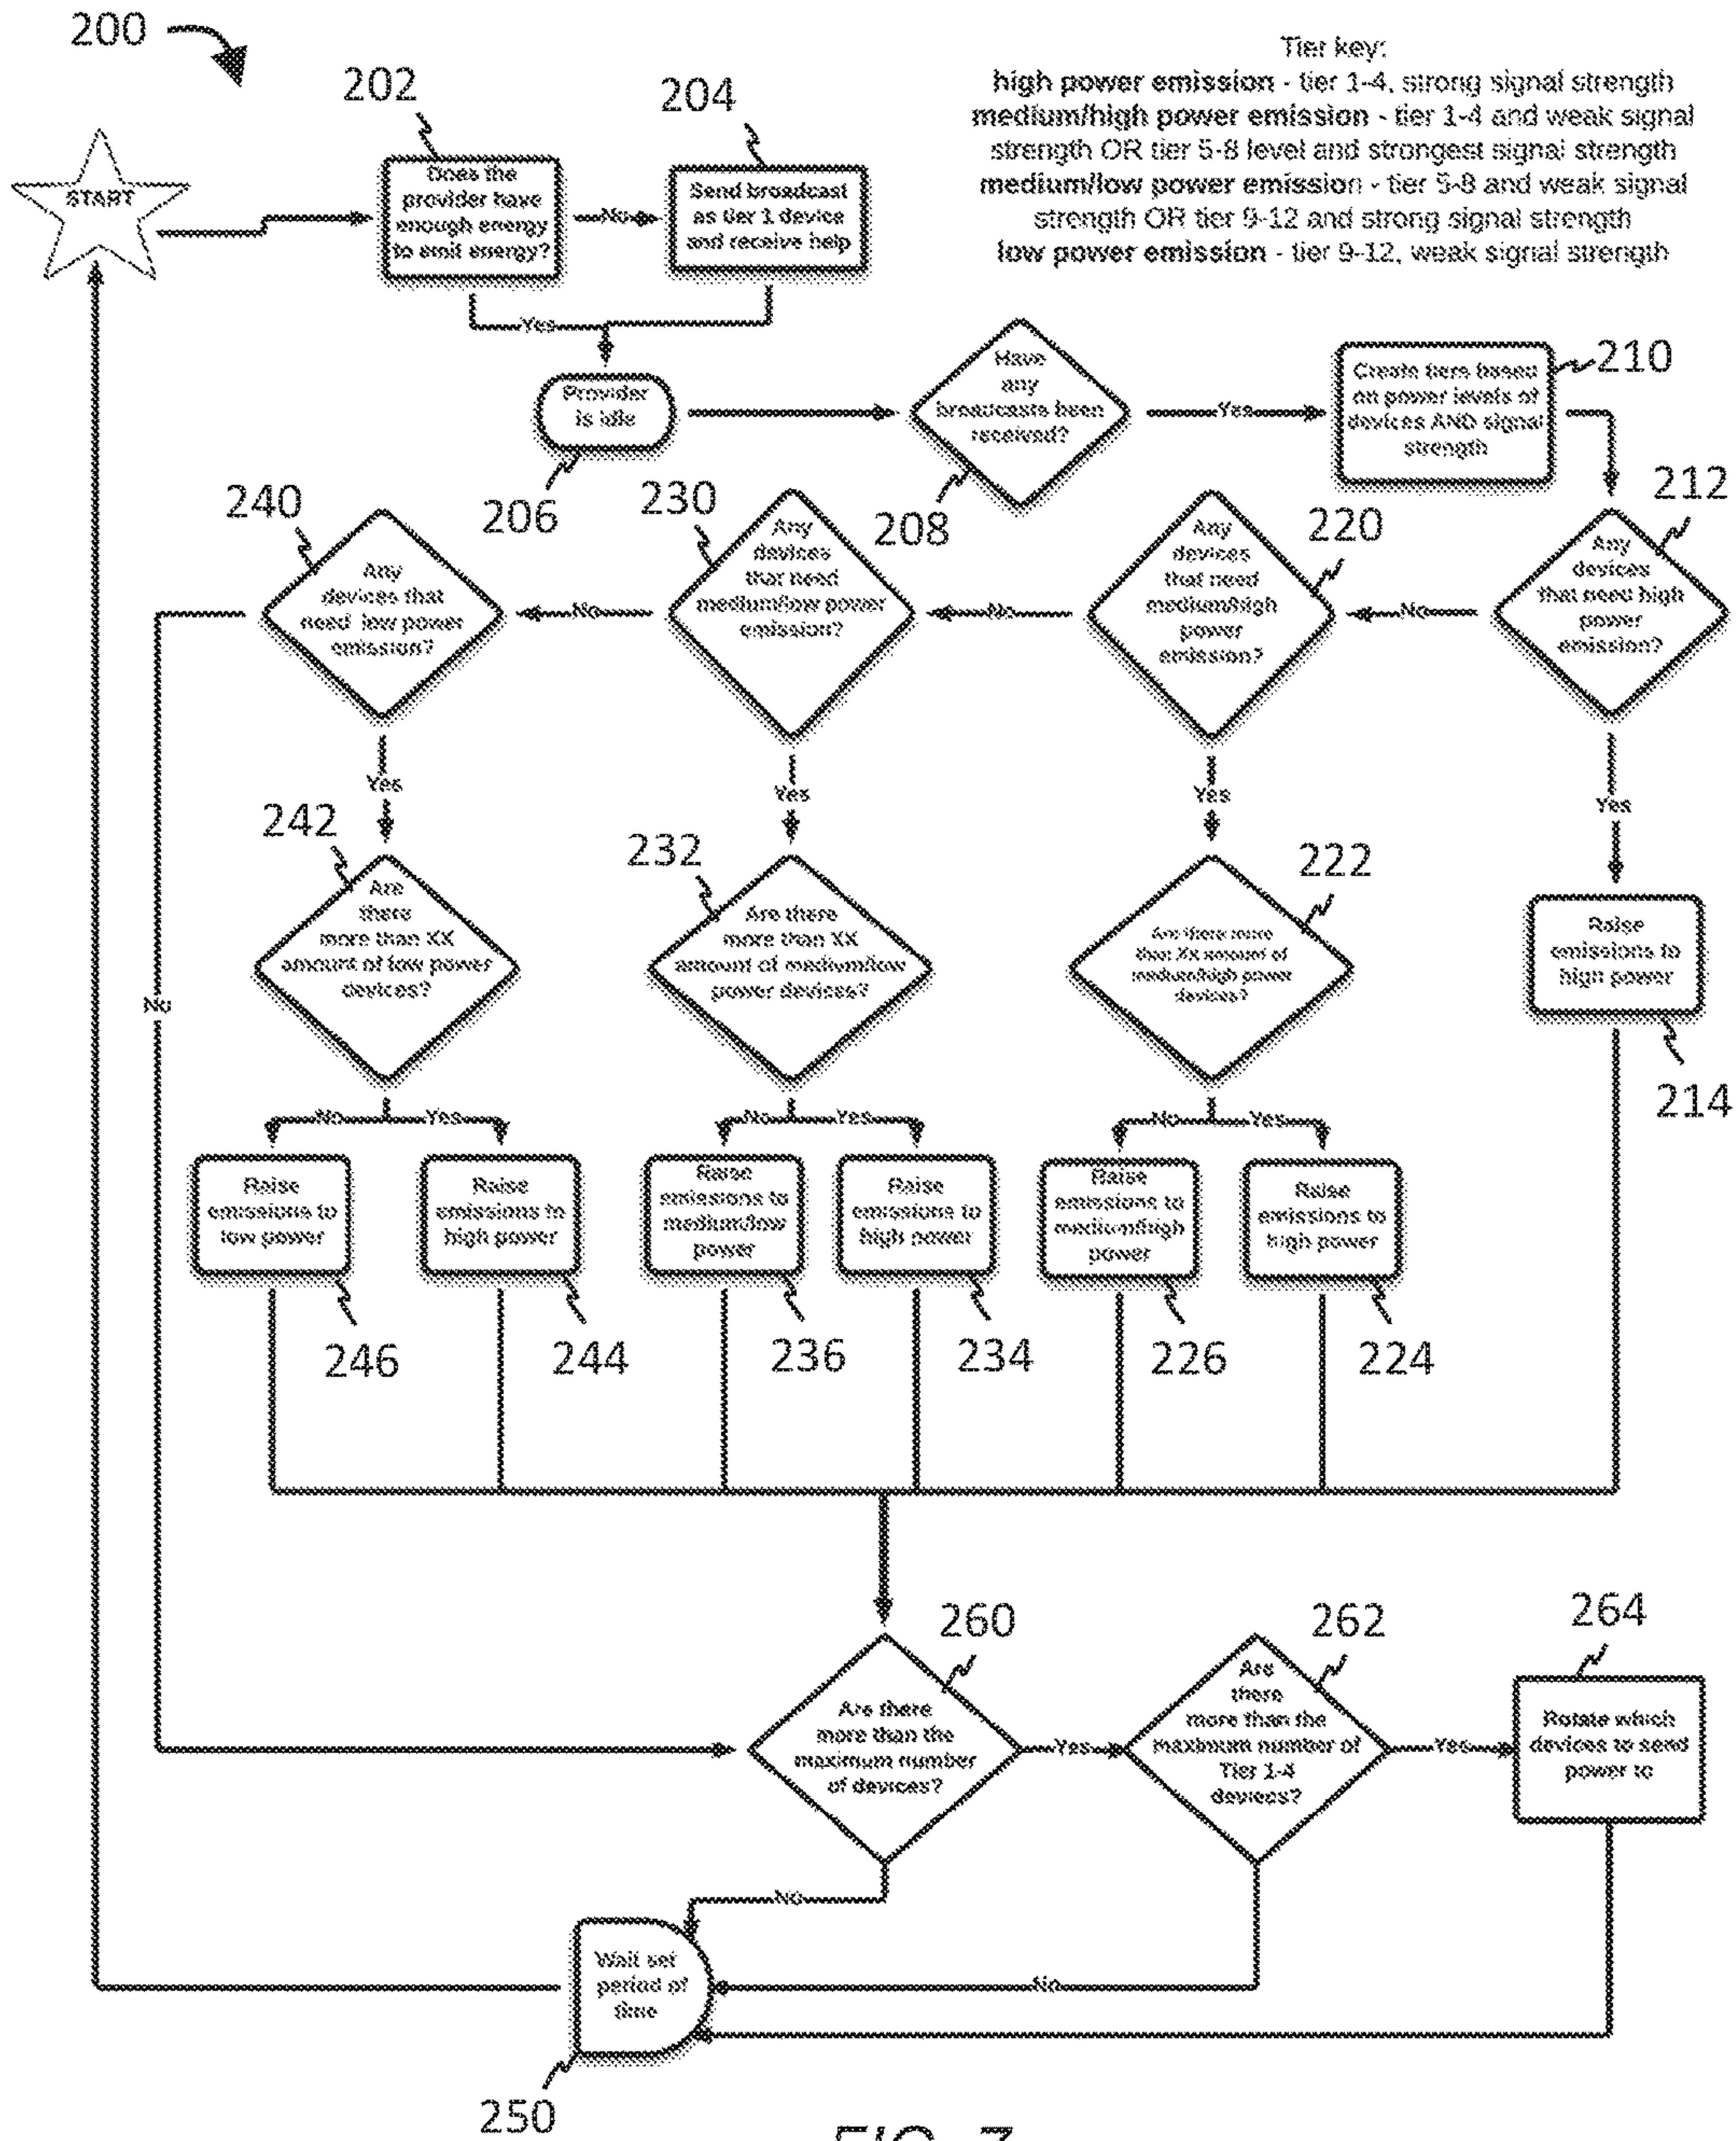 200
Tier key:
high power emission - tier 1-4, strong signal strength
medium/high power emission - tier 1-4 and weak signal
strength OR tier 5-8 level and strongest signal strength
medium/low power emission - tier 5-8 and weak signal
strength OR tier 9-12 and strong signal strength
low power emission - tier 9-12, weak signal strength
START
202
Does the
provider have
enough energy
to emit energy?
No
204
Send broadcast
as tier 1 device
and receive help
Yes
Provider
is idle
206
Have
any
broadcasts been
received?
208
Yes
210
Create tiers based
on power levels of
devices AND signal
strength
212
Any
devices
that need high
power
emission?
No
220
Any
devices
that need
medium/high
power
emission?
No
230
Any
devices
that need
medium/low power
emission?
No
240
Any
devices that
need low power
emission?
No
Yes
Yes
Yes
Yes
242
Are
there
more than XX
amount of low power
devices?
232
Are there
more than XX
amount of medium/low
power devices?
222
Are there more
than XX amount of
medium/high power
devices?
Raise
emissions to
high power
214
No
Yes
No
Yes
No
Yes
Raise
emissions to
low power
246
Raise
emissions to
high power
244
Raise
emissions to
medium/low
power
236
Raise
emissions to
high power
234
Raise
emissions to
medium/high
power
226
Raise
emissions to
high power
224
260
Are there
more than the
maximum number
of devices?
Yes
262
Are
there
more than the
maximum number of
Tier 1-4
devices?
Yes
264
Rotate which
devices to send
power to
No
No
Wait set
period of
time
250